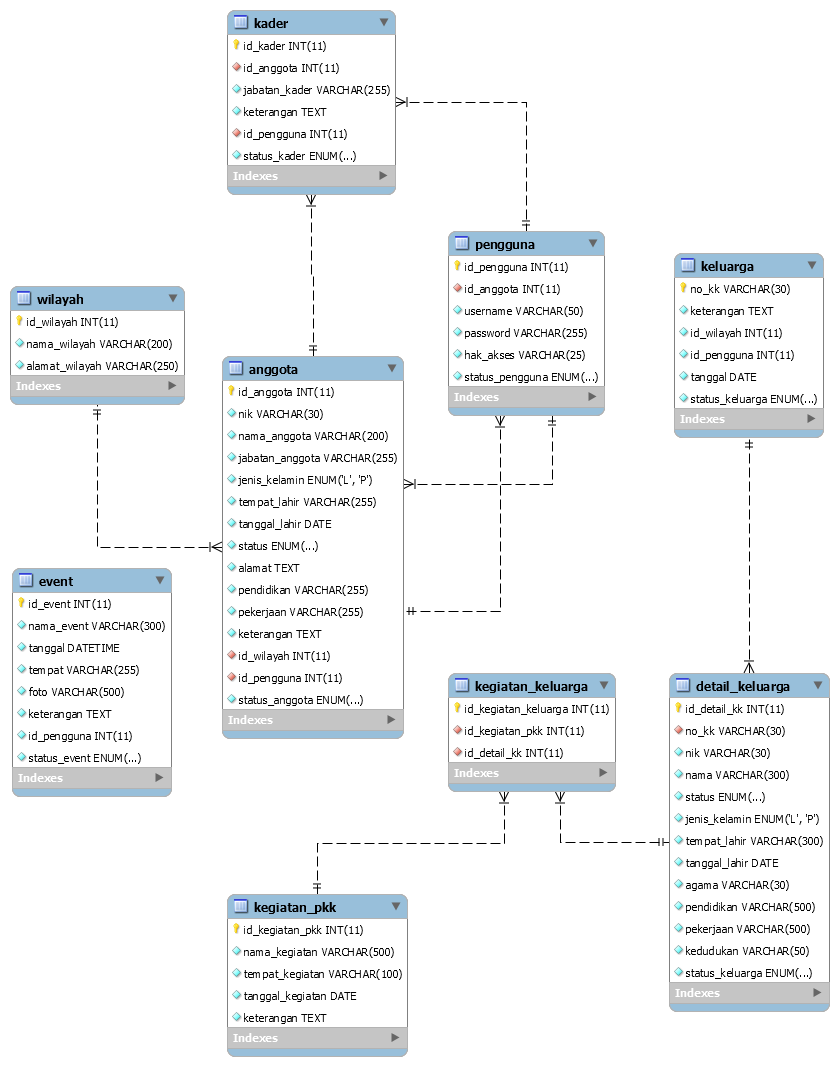 kader
id_kader INT(11)
id_anggota INT(11)
jabatan_kader VARCHAR(255)
keterangan TEXT
id_pengguna INT(11)
status_kader ENUM(...)
Indexes
pengguna
id_pengguna INT(11)
id_anggota INT(11)
username VARCHAR(50)
password VARCHAR(255)
hak_akses VARCHAR(25)
status_pengguna ENUM(...)
Indexes
keluarga
no_kk VARCHAR(30)
keterangan TEXT
id_wilayah INT(11)
id_pengguna INT(11)
tanggal DATE
status_keluarga ENUM(...)
Indexes
wilayah
id_wilayah INT(11)
nama_wilayah VARCHAR(200)
alamat_wilayah VARCHAR(250)
Indexes
anggota
id_anggota INT(11)
nik VARCHAR(30)
nama_anggota VARCHAR(200)
jabatan_anggota VARCHAR(255)
jenis_kelamin ENUM('L', 'P')
tempat_lahir VARCHAR(255)
tanggal_lahir DATE
status ENUM(...)
alamat TEXT
pendidikan VARCHAR(255)
pekerjaan VARCHAR(255)
keterangan TEXT
id_wilayah INT(11)
id_pengguna INT(11)
status_anggota ENUM(...)
Indexes
event
id_event INT(11)
nama_event VARCHAR(300)
tanggal DATETIME
tempat VARCHAR(255)
foto VARCHAR(500)
keterangan TEXT
id_pengguna INT(11)
status_event ENUM(...)
Indexes
kegiatan_keluarga
id_kegiatan_keluarga INT(11)
id_kegiatan_pkk INT(11)
id_detail_kk INT(11)
Indexes
detail_keluarga
id_detail_kk INT(11)
no_kk VARCHAR(30)
nik VARCHAR(30)
nama VARCHAR(300)
status ENUM(...)
jenis_kelamin ENUM('L', 'P')
tempat_lahir VARCHAR(300)
tanggal_lahir DATE
agama VARCHAR(30)
pendidikan VARCHAR(500)
pekerjaan VARCHAR(500)
kedudukan VARCHAR(50)
status_keluarga ENUM(...)
Indexes
kegiatan_pkk
id_kegiatan_pkk INT(11)
nama_kegiatan VARCHAR(500)
tempat_kegiatan VARCHAR(100)
tanggal_kegiatan DATE
keterangan TEXT
Indexes